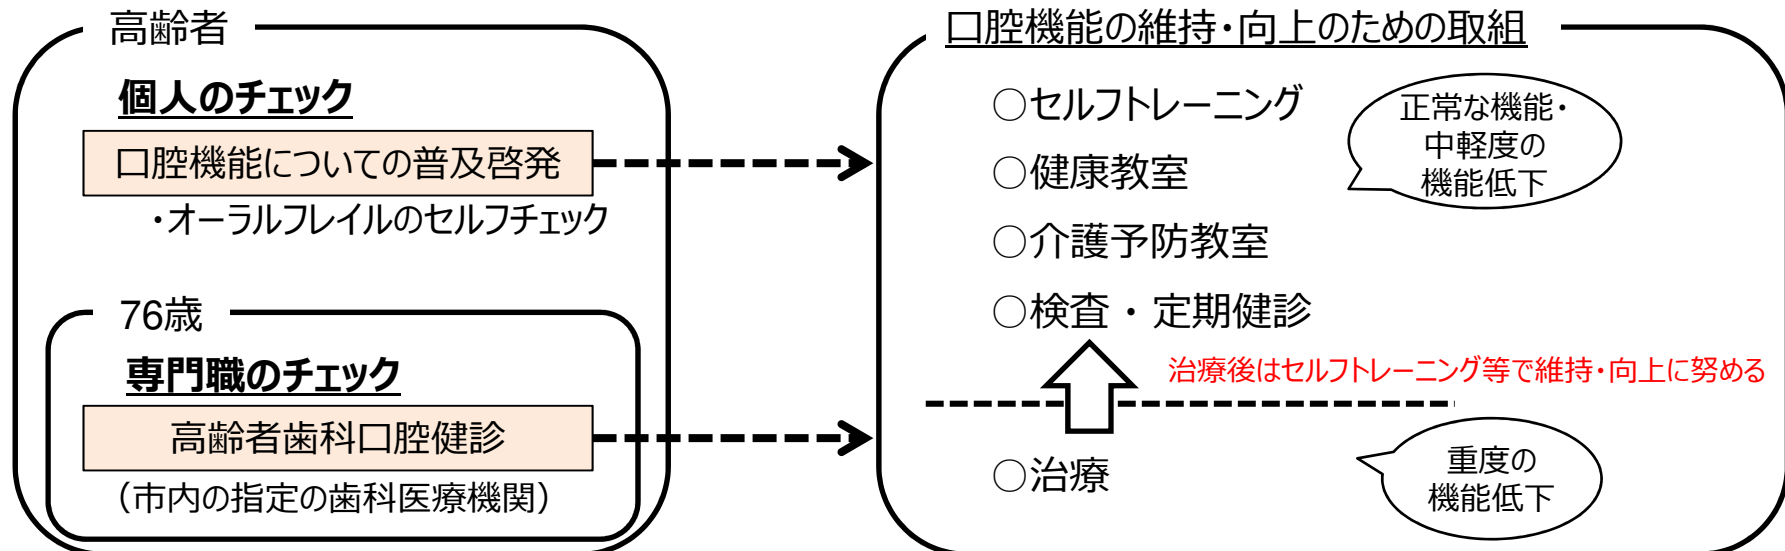 高齢者
個人のチェック
口腔機能についての普及啓発
・オーラルフレイルのセルフチェック
76歳
専門職のチェック
高齢者歯科口腔健診
（市内の指定の歯科医療機関）
口腔機能の維持・向上のための取組
○セルフトレーニング
○健康教室
○介護予防教室
○検査・定期健診
正常な機能・
中軽度の
機能低下
治療後はセルフトレーニング等で維持・向上に努める
○治療
重度の
機能低下